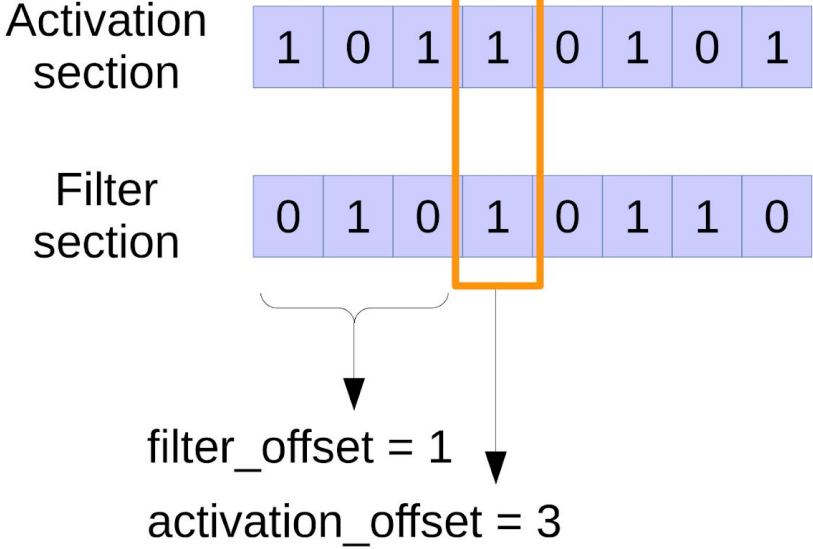 Activation
section
1 0 1 1 0 1 0 1
Filter
section
0 1 0 1 0 1 1 0
filter_offset = 1
activation_offset = 3